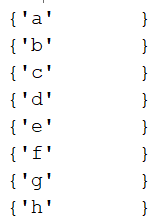 {'a'        }
{'b'        }
{'c'        }
{'d'        }
{'e'        }
{'f'        }
{'g'        }
{'h'        }